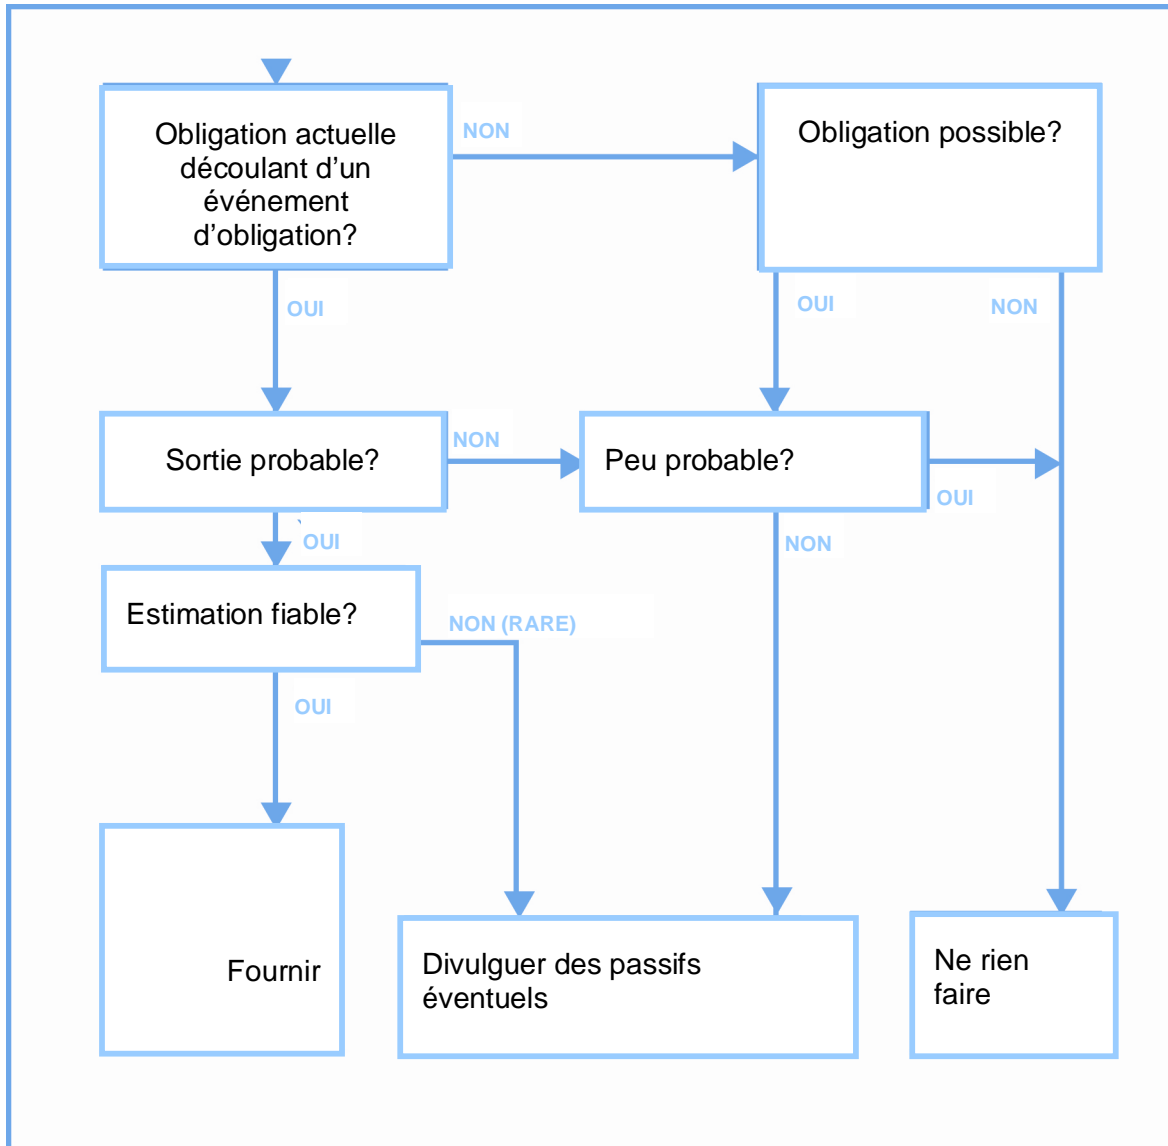 Obligation actuelle
découlant d’un
événement
d’obligation?
NON
Obligation possible?
OUI
OUI
NON
Sortie probable?
NON
Peu probable?
OUI
OUI
NON
Estimation fiable?
NON (RARE)
OUI
Fournir
Divulguer des passifs
éventuels
Ne rien
faire